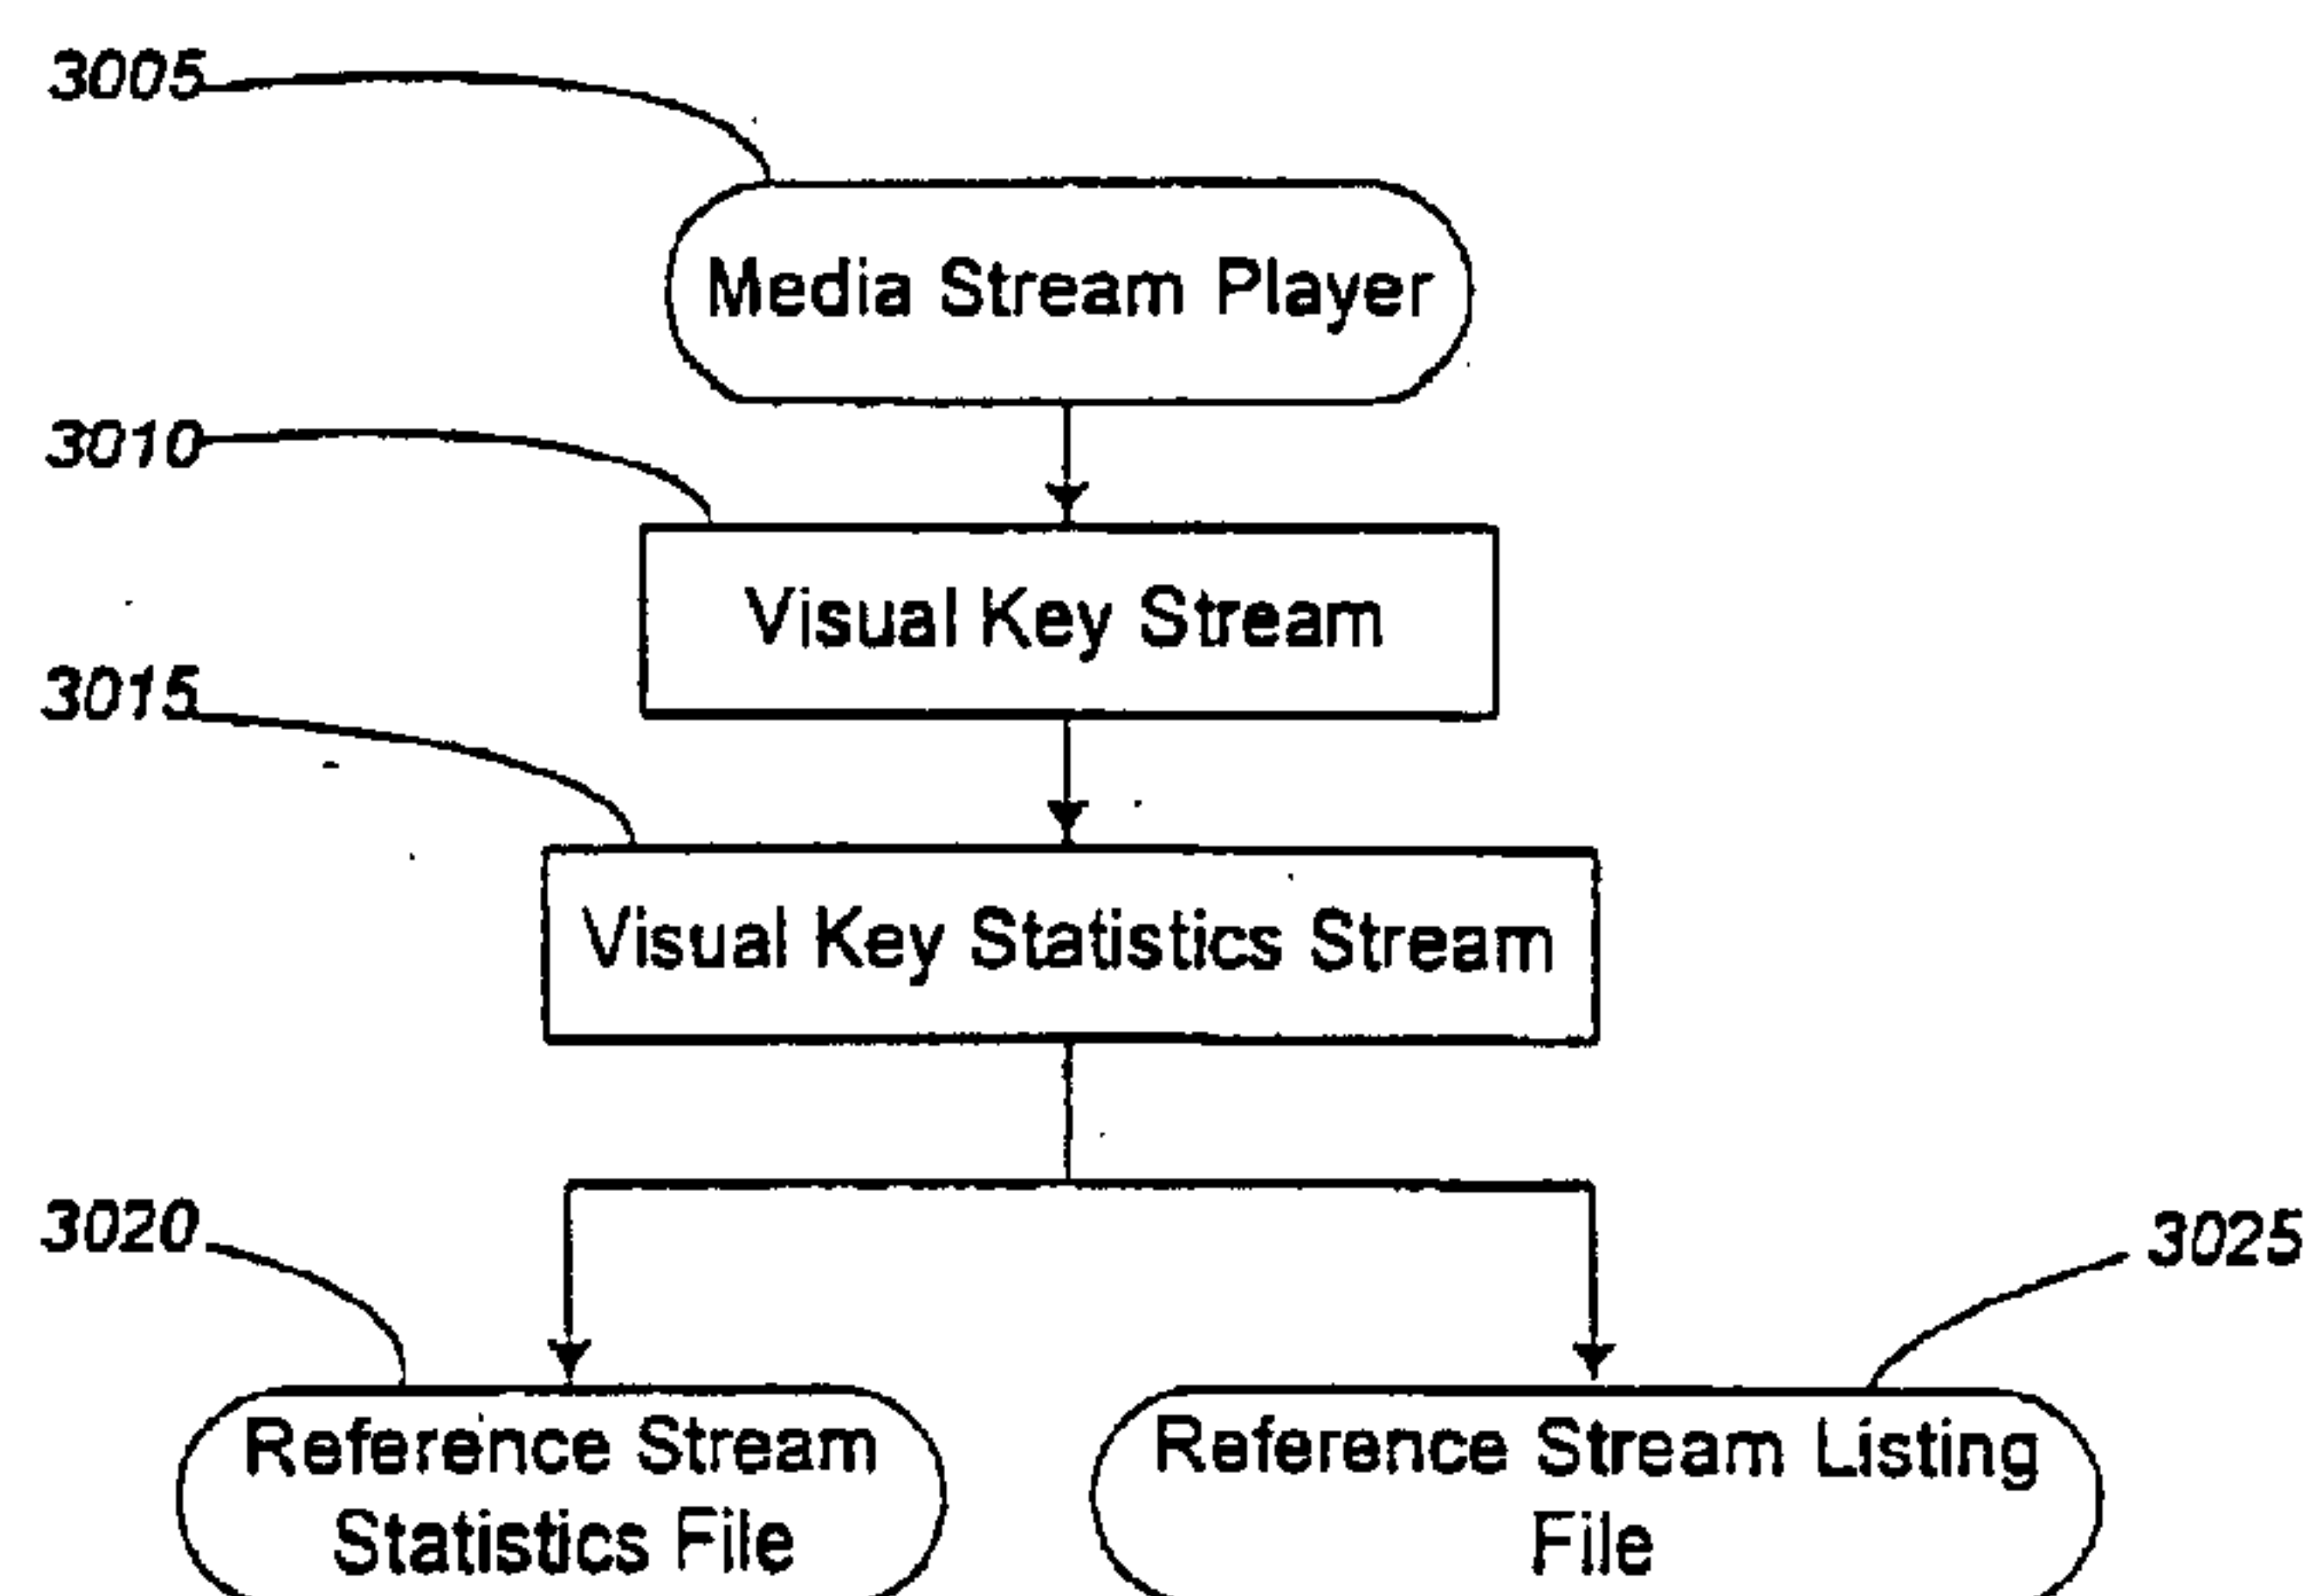 3005
Media Stream Player
3010
Visual Key Stream
3015
Visual Key Statistics Stream
3020
3025
Reference Stream
Statistics File
Reference Stream Listing
File